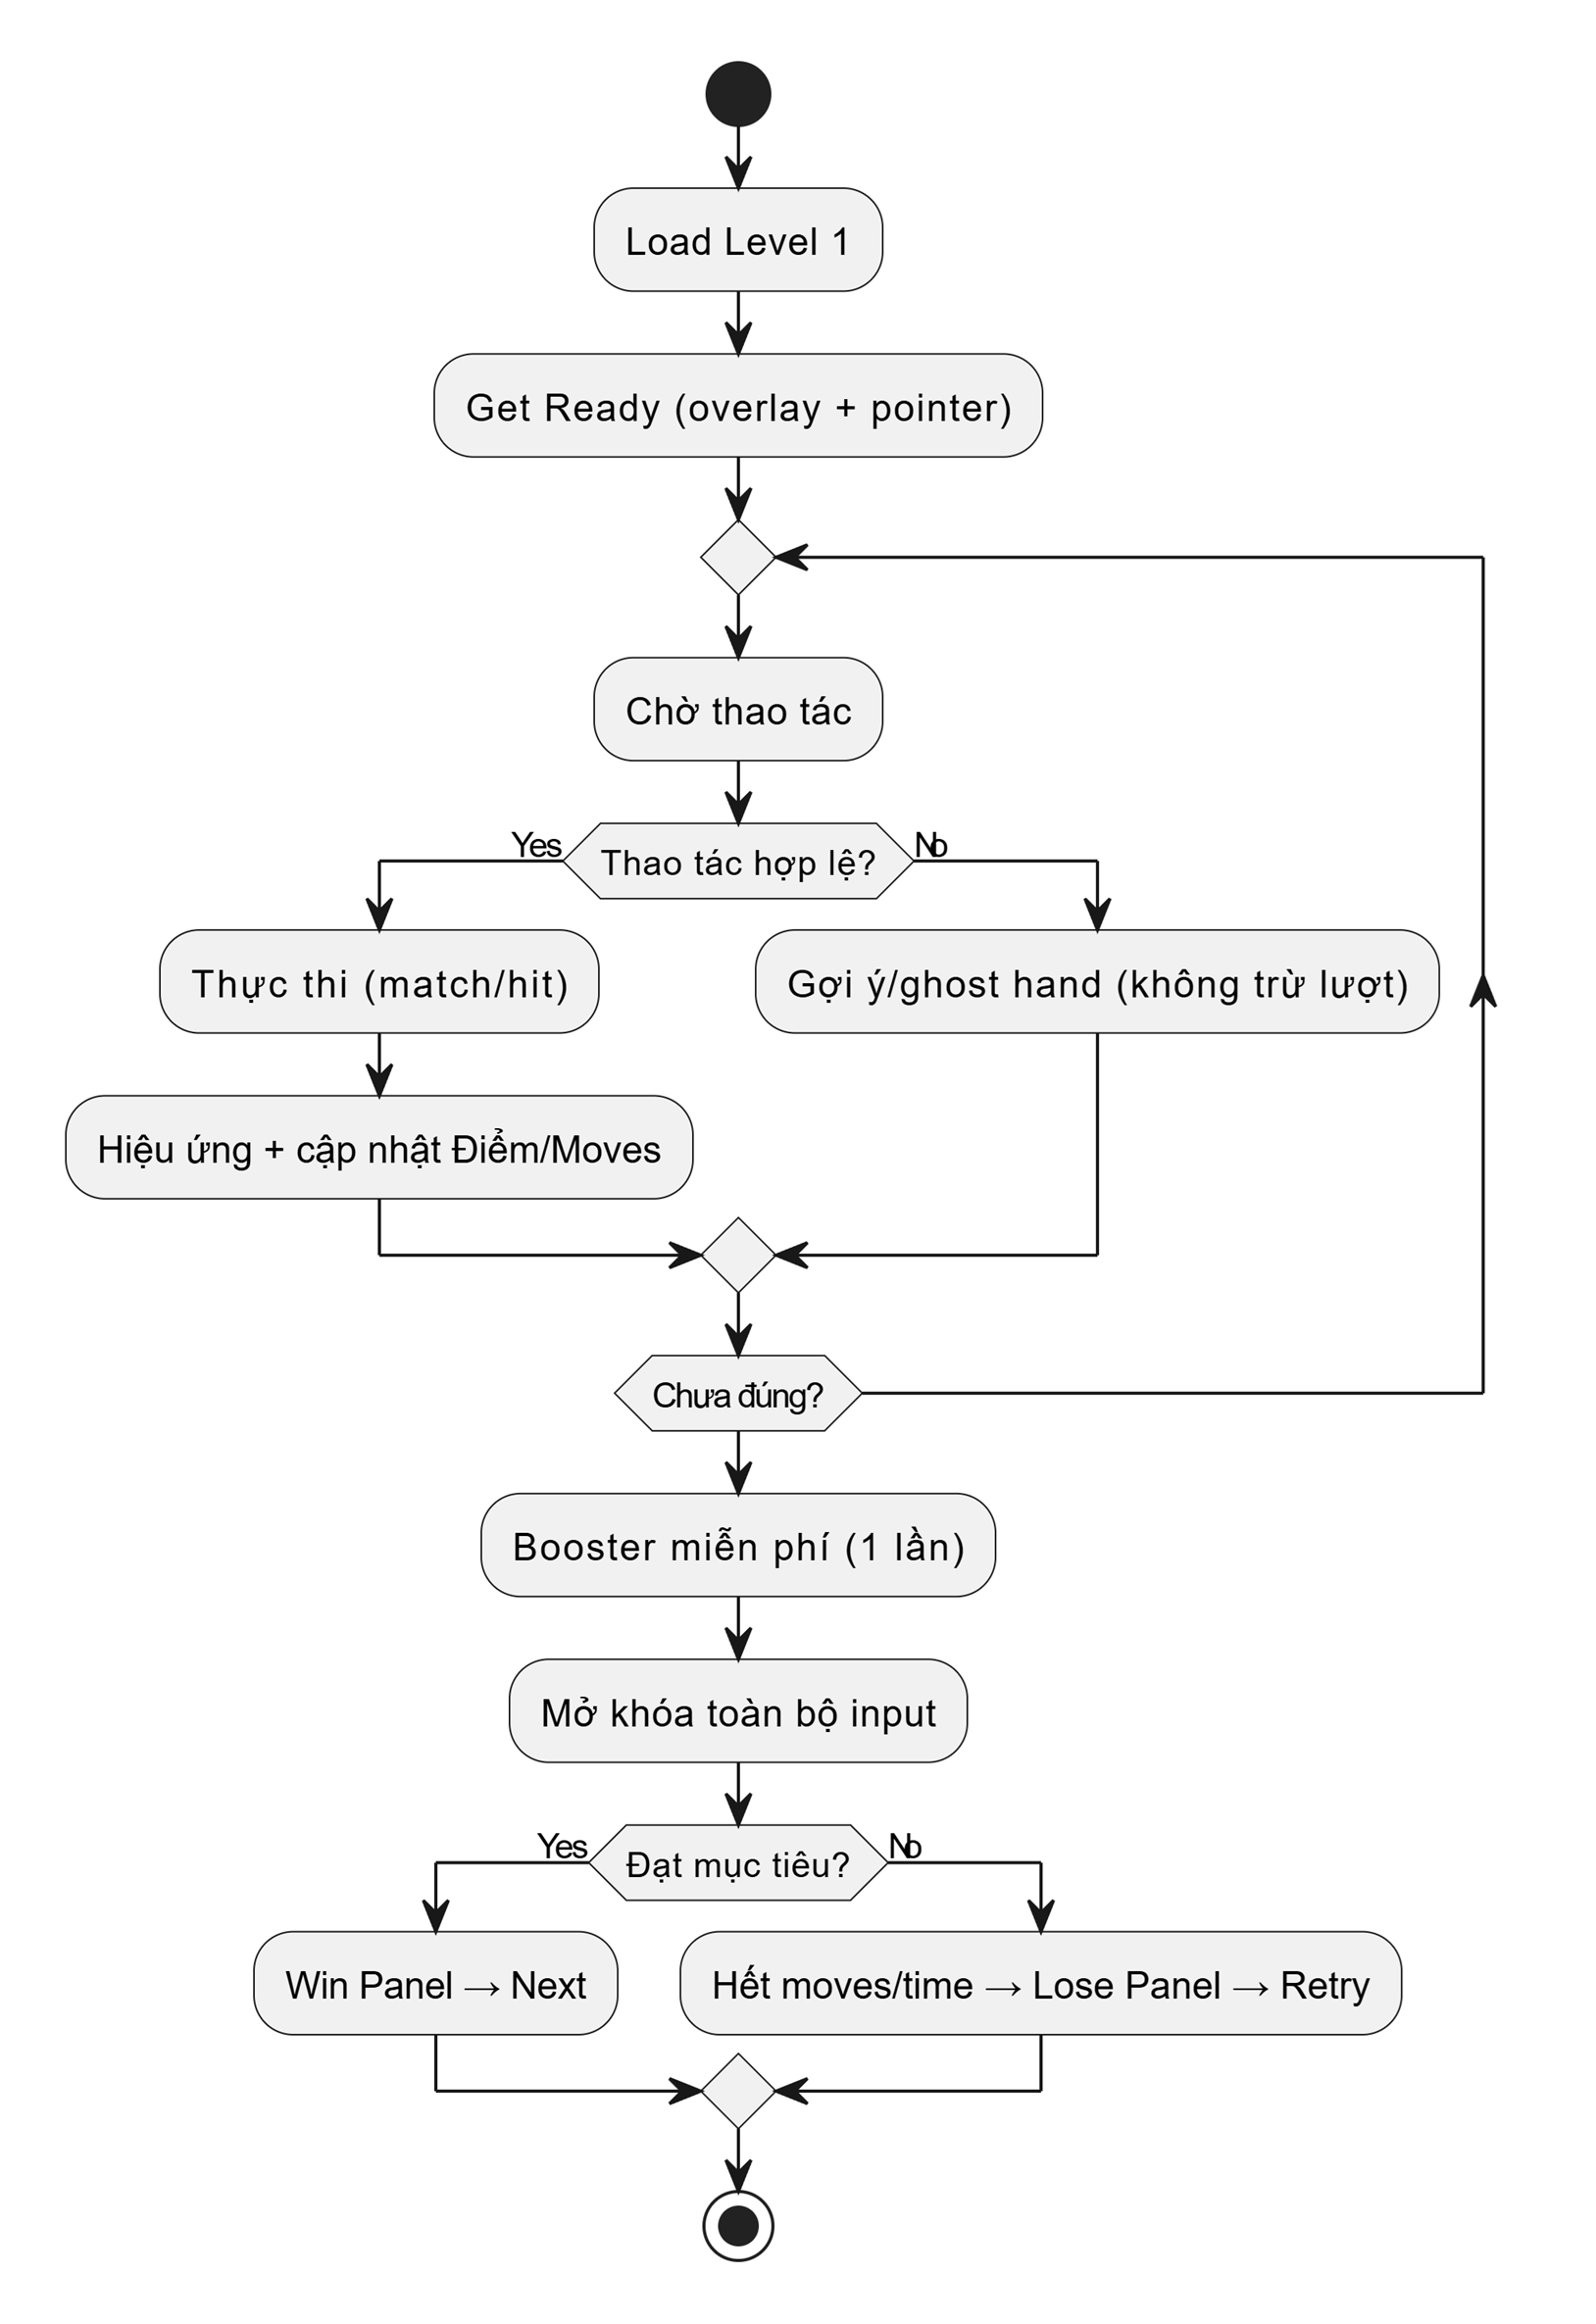 Load Level 1
Get Ready (overlay + pointer)
Chờ thao tác
Yes
Thao tác hợp lệ?
No
Thực thi (match/hit)
Gợi ý/ghost hand (không trừ lượt)
Hiệu ứng + cập nhật Điểm/Moves
Chưa đúng?
Booster miễn phí (1 lần)
Mở khóa toàn bộ input
Yes
Đạt mục tiêu?
No
Win Panel → Next
Hết moves/time → Lose Panel → Retry